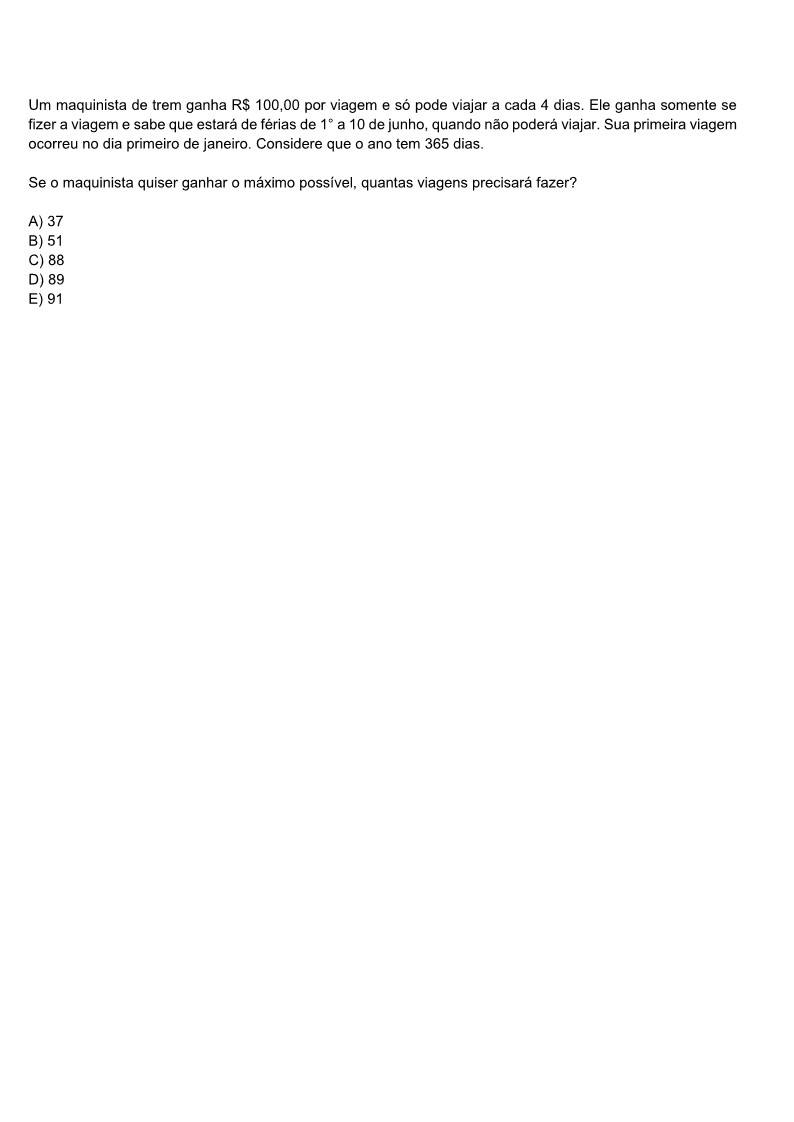 Um maquinista de trem ganha R$ 100,00 por viagem e só pode viajar a cada 4 dias. Ele ganha somente se
fizer a viagem e sabe que estará de férias de 1° a 10 de junho, quando não poderá viajar. Sua primeira viagem
ocorreu no dia primeiro de janeiro. Considere que o ano tem 365 dias.
Se o maquinista quiser ganhar o máximo possível, quantas viagens precisará fazer?
A) 37
B) 51
C) 88
D) 89
E) 91